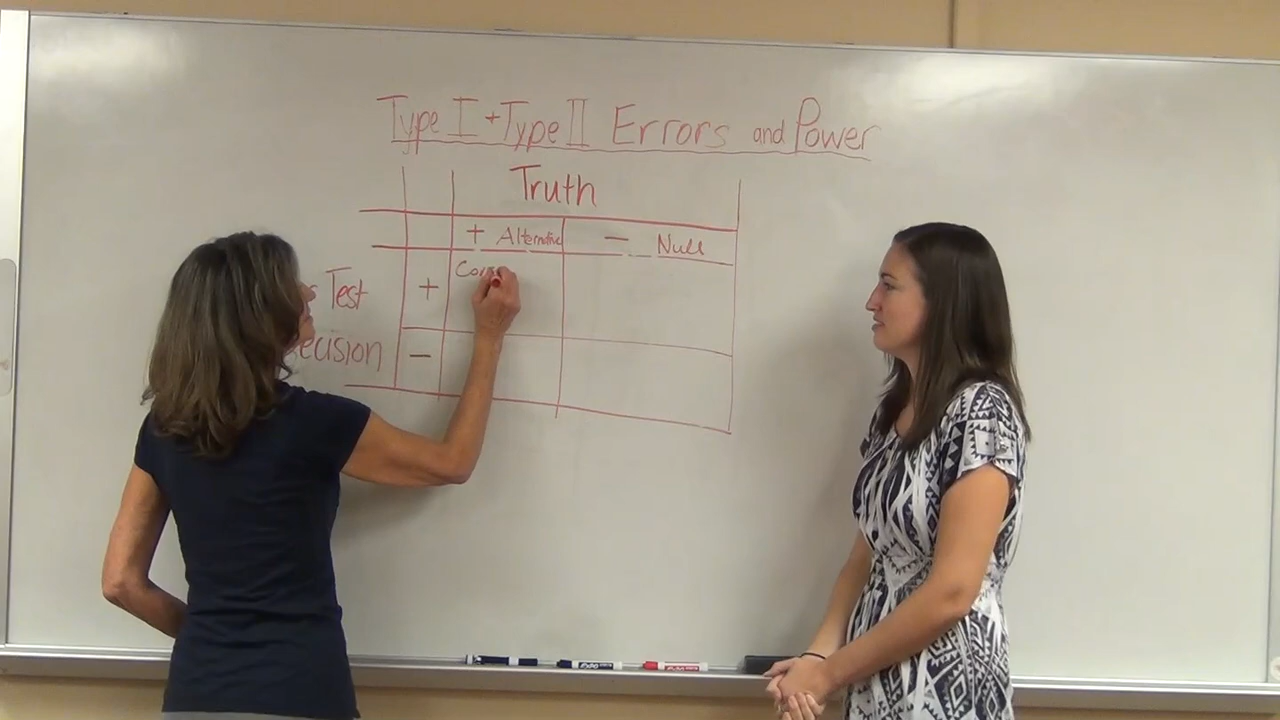 Type I + Type II Errors and Power
Truth
+ Alternative − Null
Test +
ecision −